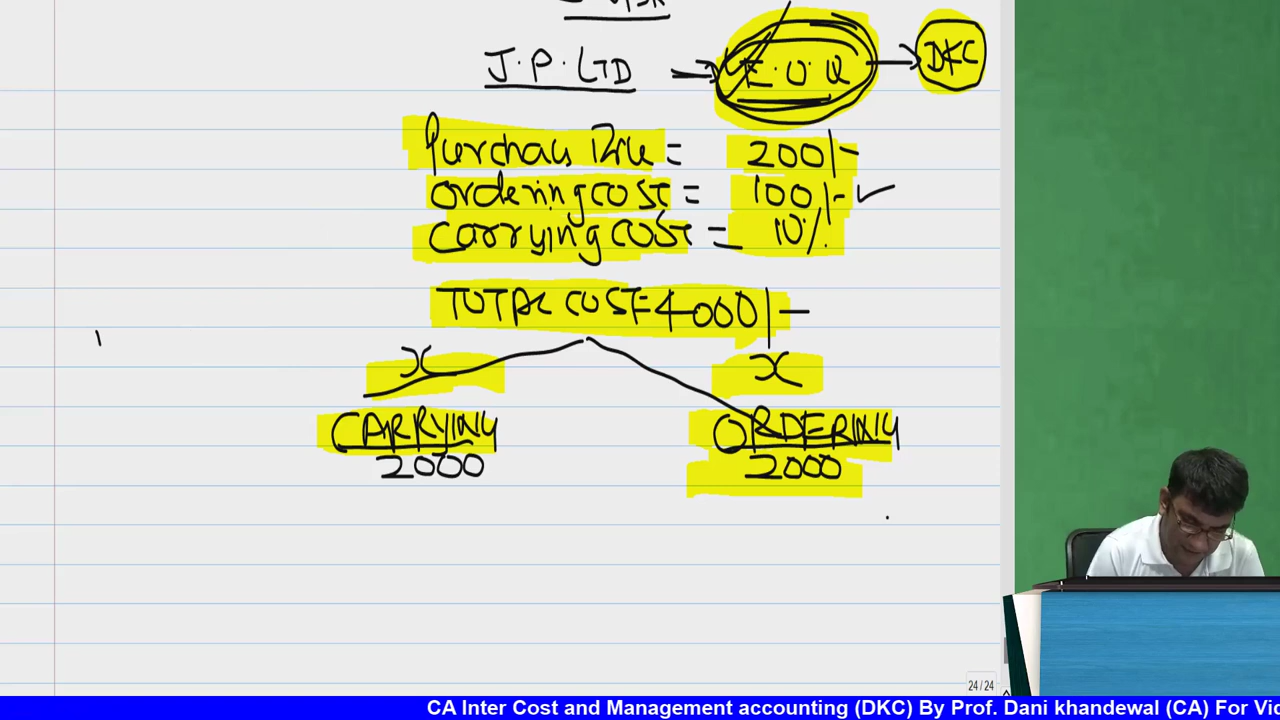 J.P. LTD → E.O.Q → DKC
Purchase Price = 200/-
Ordering cost = 100/- ✓
Carrying cost = 10%
TOTAL COST = 4000/-
x x
CARRYING ORDERING
2000 2000
24 / 24
CA Inter Cost and Management accounting (DKC) By Prof. Dani khandewal (CA) For Vic